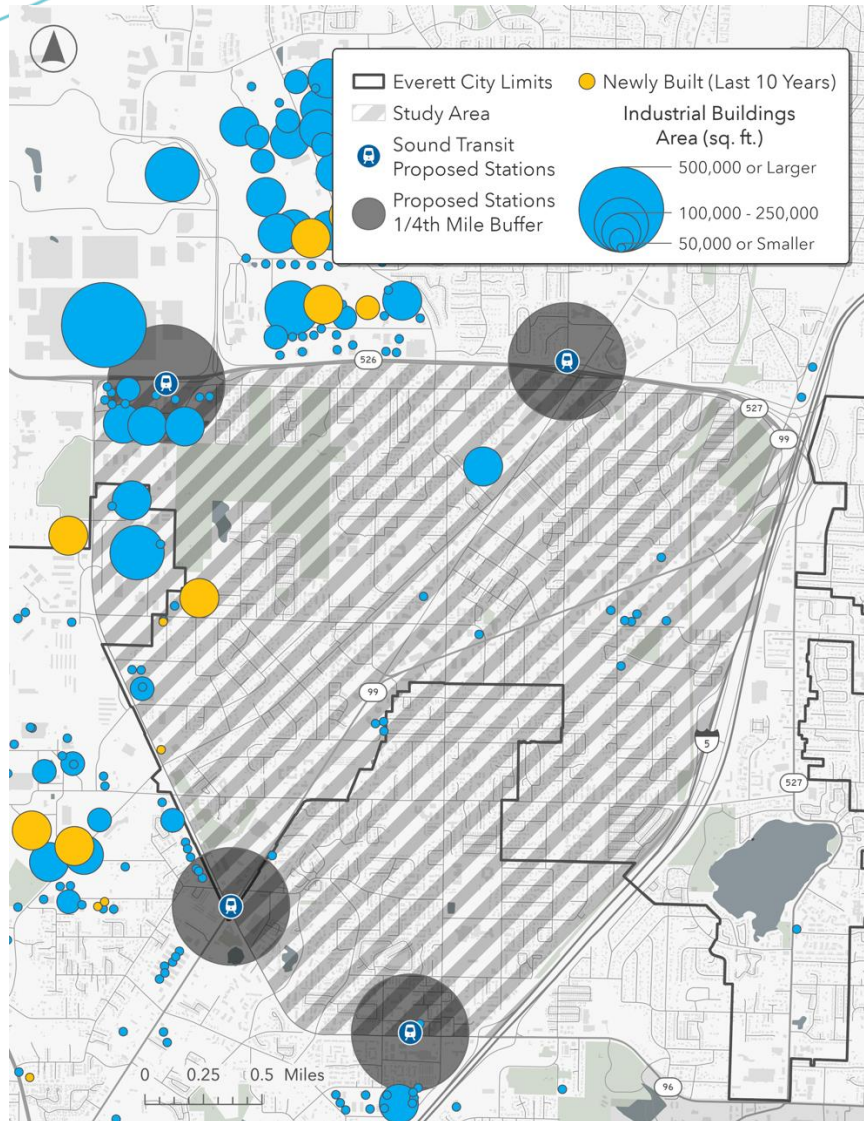 Everett City Limits
Study Area
Sound Transit
Proposed Stations
Proposed Stations
1/4th Mile Buffer
Newly Built (Last 10 Years)
Industrial Buildings
Area (sq. ft.)
500,000 or Larger
100,000 - 250,000
50,000 or Smaller
526
527
99
99
5
527
96
0 0.25 0.5 Miles